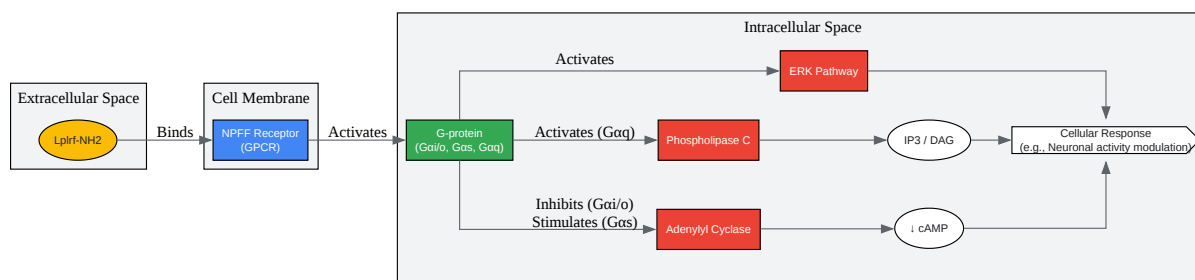 Intracellular Space
Activates
ERK Pathway
Extracellular Space
Cell Membrane
Lplrf-NH2
Binds
NPFF Receptor
(GPCR)
Activates
G-protein
(Gαi/o, Gαs, Gαq)
Activates (Gαq)
Phospholipase C
IP3 / DAG
Cellular Response
(e.g., Neuronal activity modulation)
Inhibits (Gαi/o)
Stimulates (Gαs)
Adenylyl Cyclase
↓ cAMP